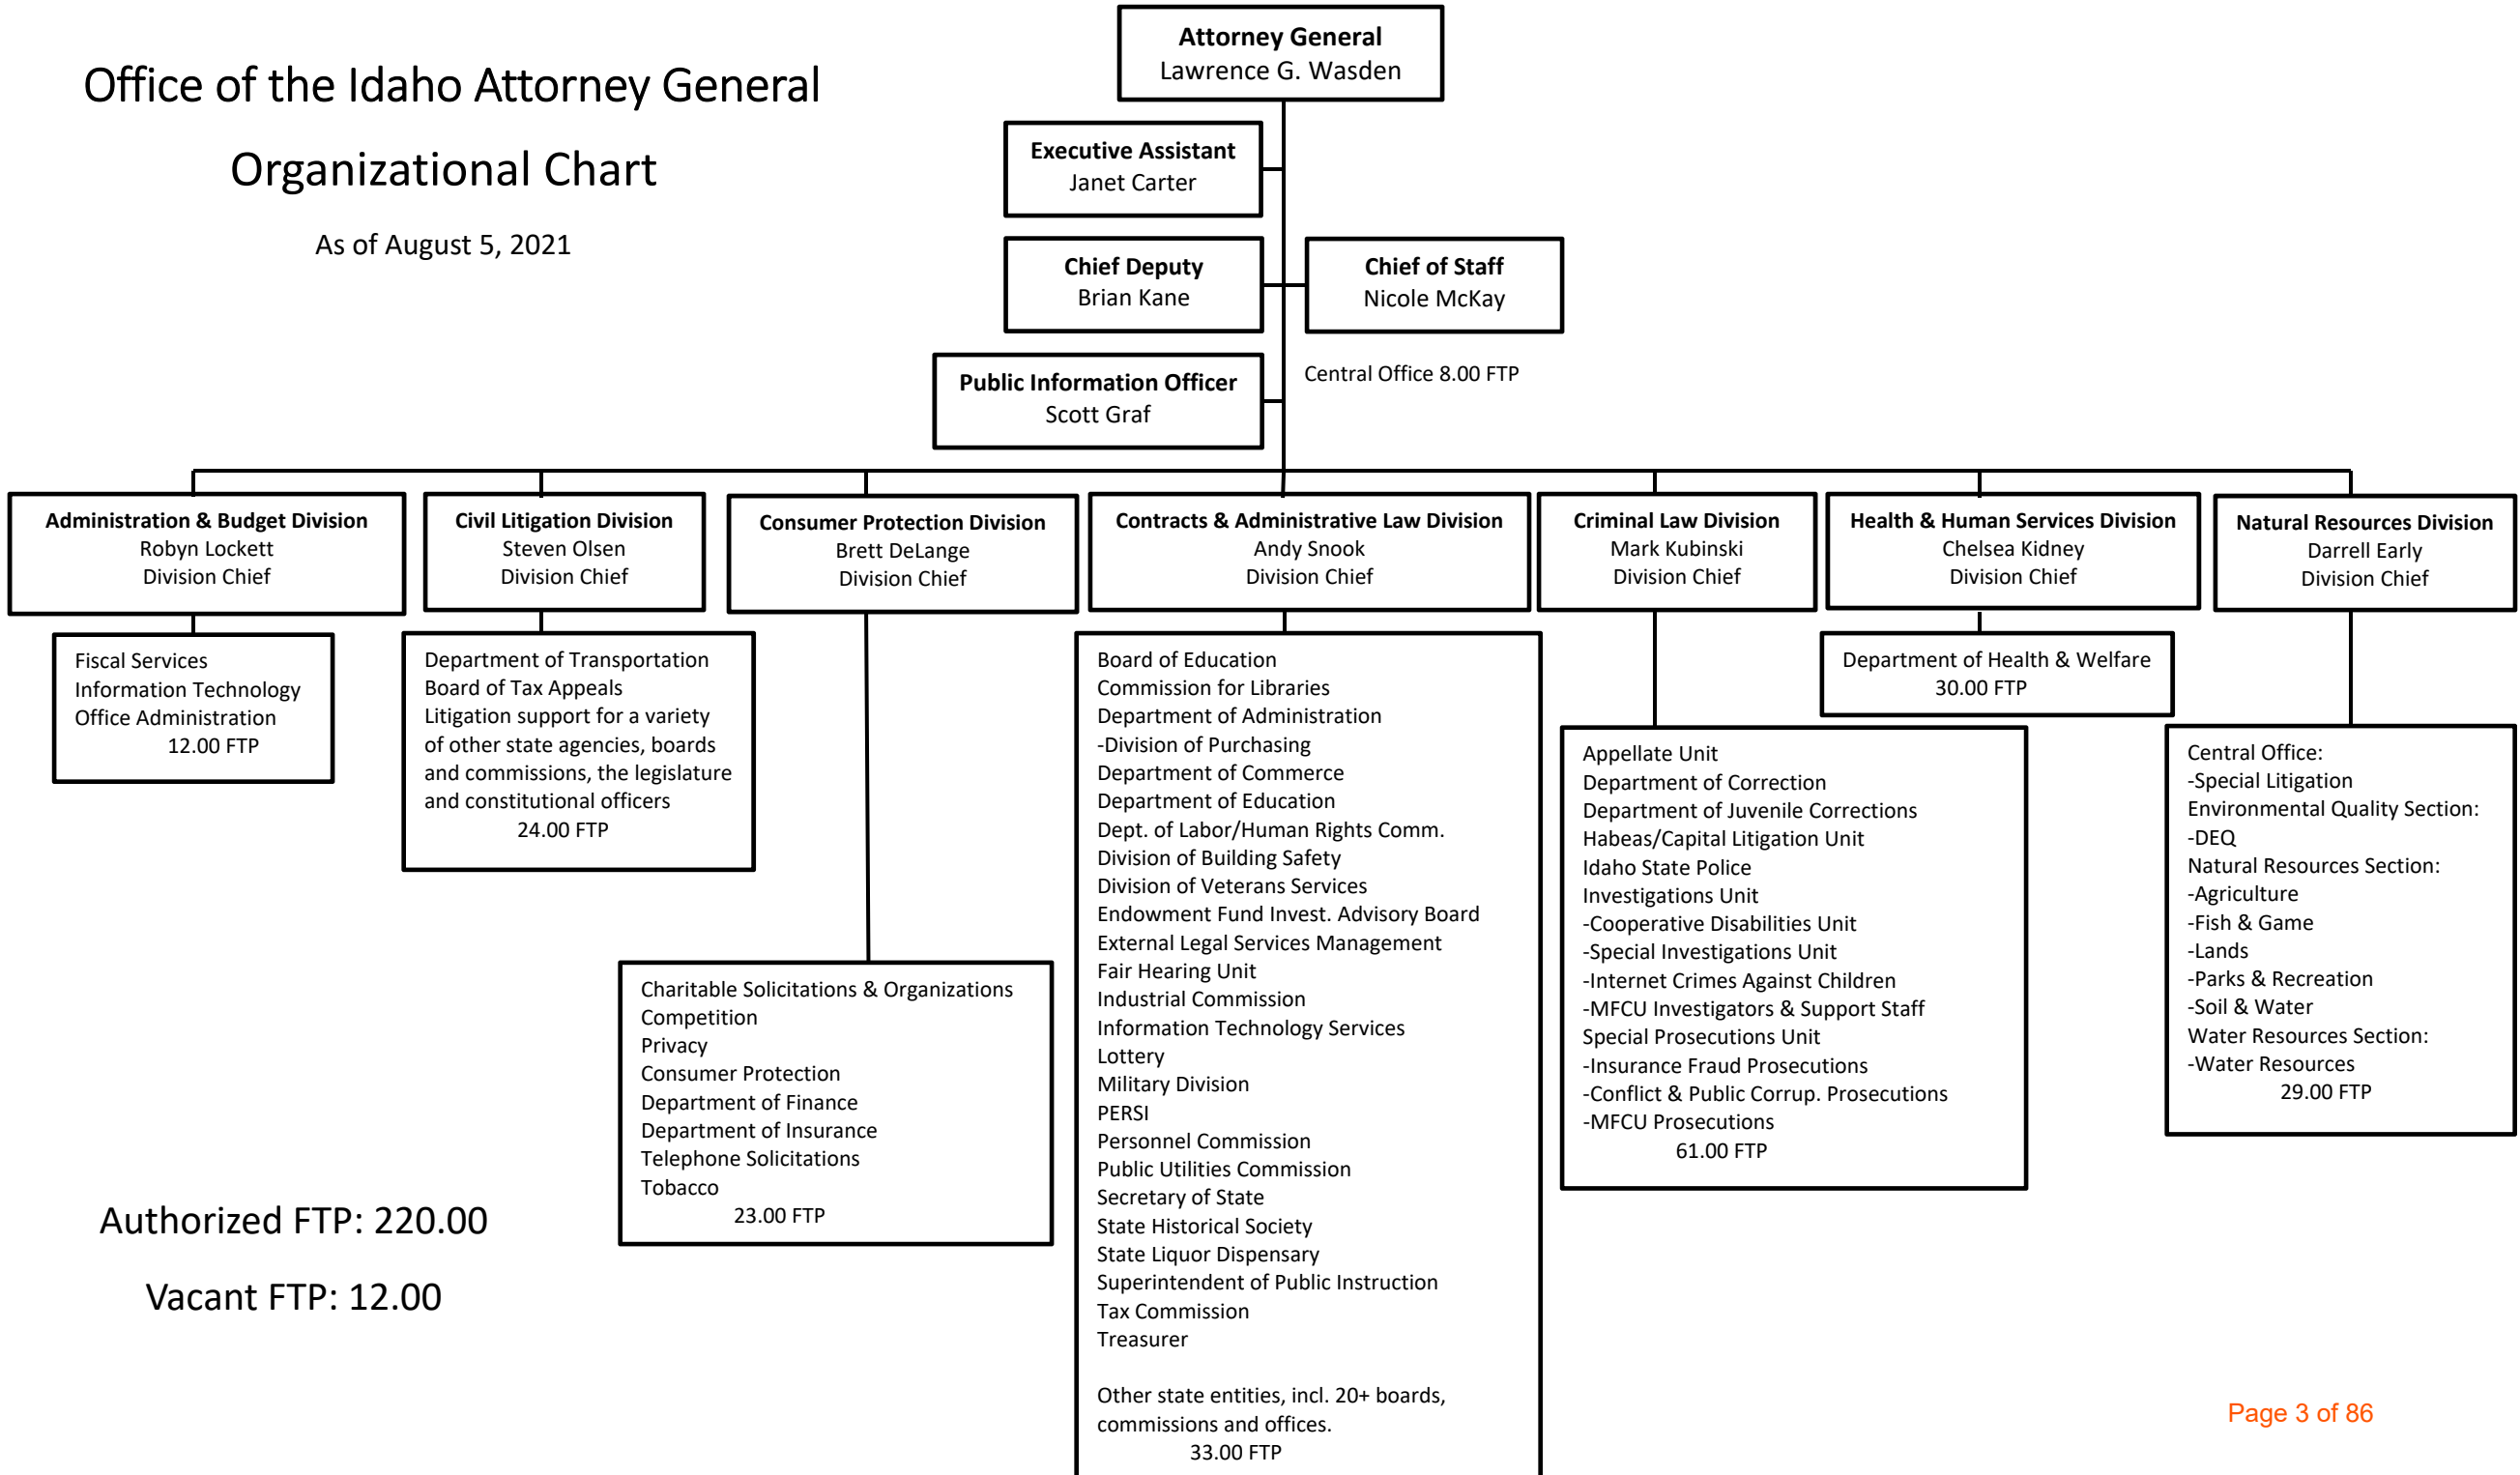 Office of the Idaho Attorney General
Organizational Chart
As of August 5, 2021
Attorney General
Lawrence G. Wasden
Executive Assistant
Janet Carter
Chief Deputy
Brian Kane
Chief of Staff
Nicole McKay
Public Information Officer
Scott Graf
Central Office 8.00 FTP
Administration & Budget Division
Robyn Lockett
Division Chief
Fiscal Services
Information Technology
Office Administration
12.00 FTP
Civil Litigation Division
Steven Olsen
Division Chief
Department of Transportation
Board of Tax Appeals
Litigation support for a variety
of other state agencies, boards
and commissions, the legislature
and constitutional officers
24.00 FTP
Consumer Protection Division
Brett DeLange
Division Chief
Charitable Solicitations & Organizations
Competition
Privacy
Consumer Protection
Department of Finance
Department of Insurance
Telephone Solicitations
Tobacco
23.00 FTP
Contracts & Administrative Law Division
Andy Snook
Division Chief
Board of Education
Commission for Libraries
Department of Administration
-Division of Purchasing
Department of Commerce
Department of Education
Dept. of Labor/Human Rights Comm.
Division of Building Safety
Division of Veterans Services
Endowment Fund Invest. Advisory Board
External Legal Services Management
Fair Hearing Unit
Industrial Commission
Information Technology Services
Lottery
Military Division
PERSI
Personnel Commission
Public Utilities Commission
Secretary of State
State Historical Society
State Liquor Dispensary
Superintendent of Public Instruction
Tax Commission
Treasurer
Other state entities, incl. 20+ boards,
commissions and offices.
33.00 FTP
Criminal Law Division
Mark Kubinski
Division Chief
Appellate Unit
Department of Correction
Department of Juvenile Corrections
Habeas/Capital Litigation Unit
Idaho State Police
Investigations Unit
-Cooperative Disabilities Unit
-Special Investigations Unit
-Internet Crimes Against Children
-MFCU Investigators & Support Staff
Special Prosecutions Unit
-Insurance Fraud Prosecutions
-Conflict & Public Corrup. Prosecutions
-MFCU Prosecutions
61.00 FTP
Health & Human Services Division
Chelsea Kidney
Division Chief
Department of Health & Welfare
30.00 FTP
Natural Resources Division
Darrell Early
Division Chief
Central Office:
-Special Litigation
Environmental Quality Section:
-DEQ
Natural Resources Section:
-Agriculture
-Fish & Game
-Lands
-Parks & Recreation
-Soil & Water
Water Resources Section:
-Water Resources
29.00 FTP
Authorized FTP: 220.00
Vacant FTP: 12.00
Page 3 of 86